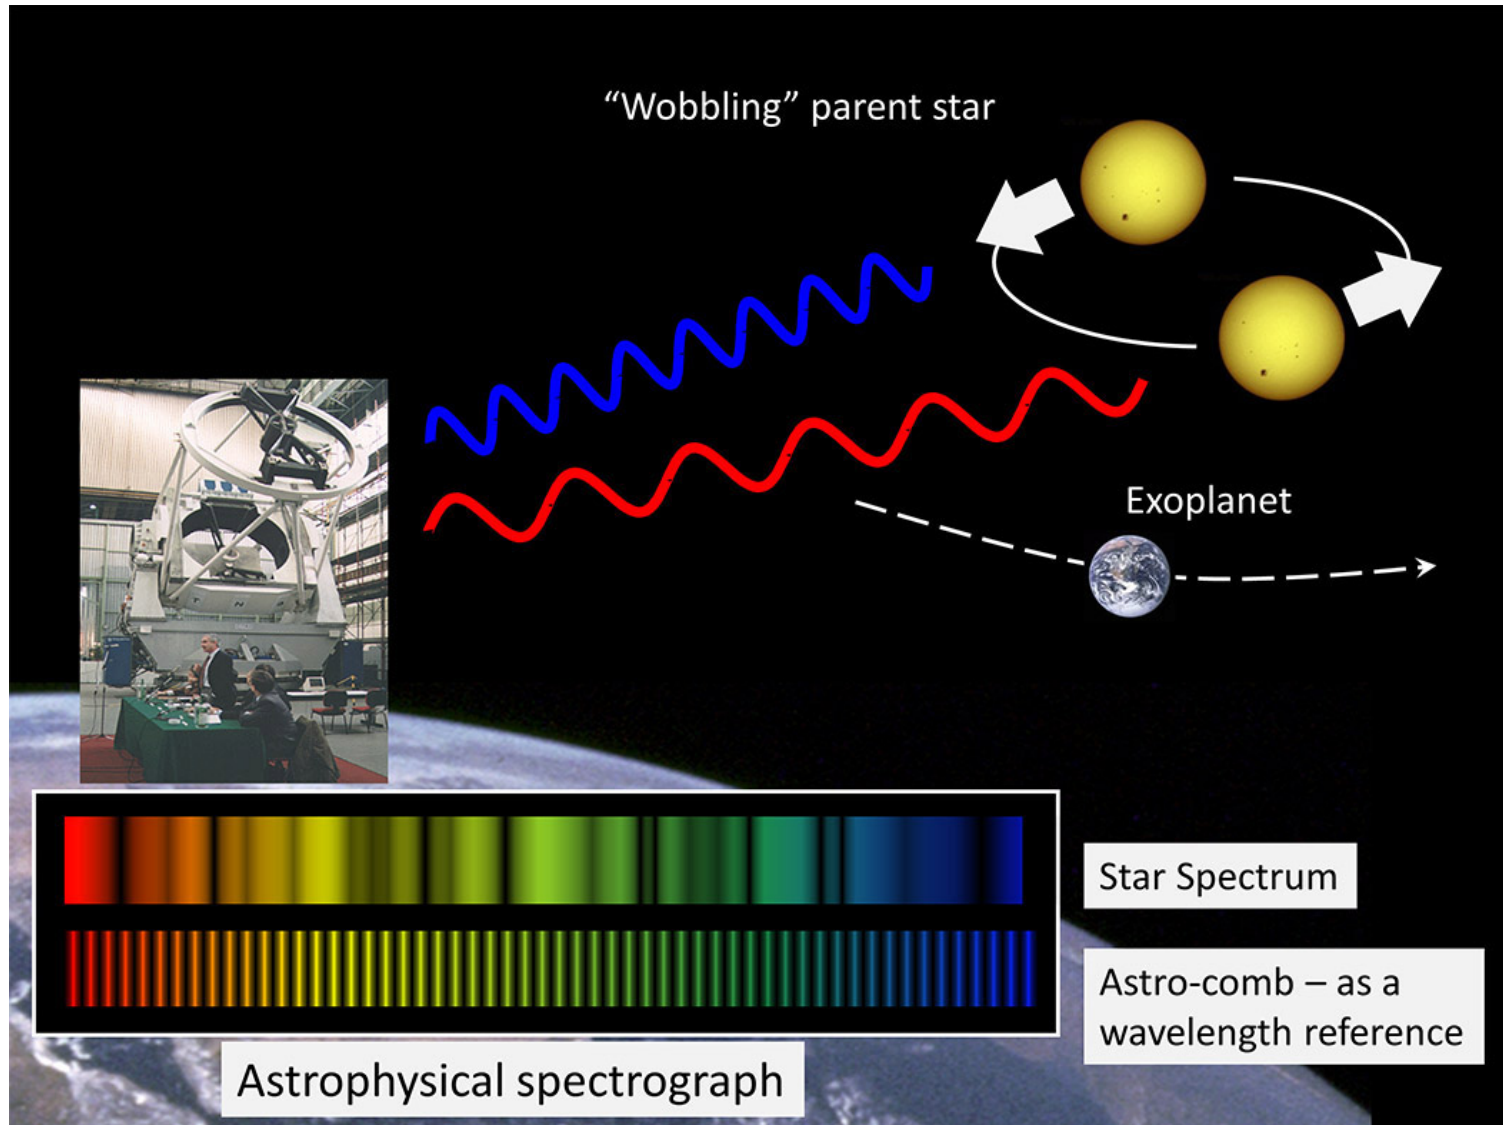 “Wobbling” parent star
Exoplanet
T N G
Star Spectrum
Astro-comb – as a
wavelength reference
Astrophysical spectrograph